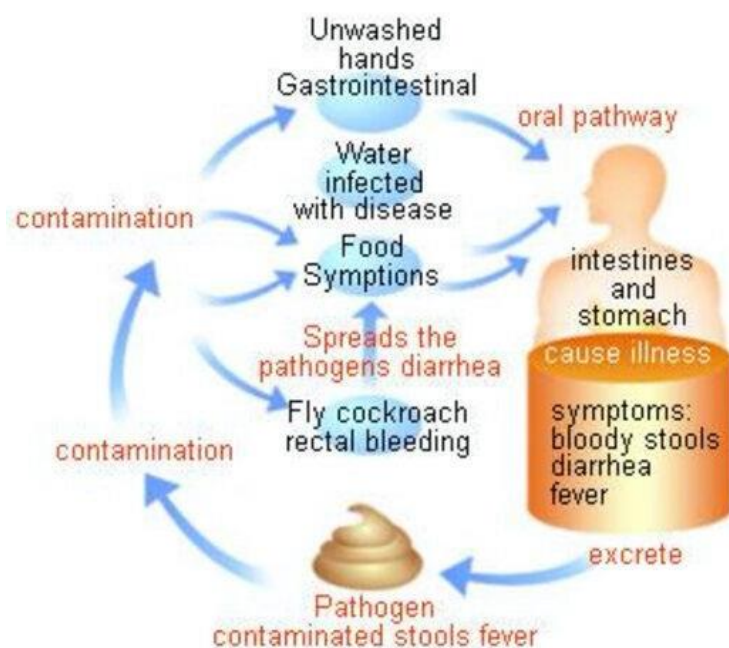 Unwashed
hands
Gastrointestinal
oral pathway
Water
infected
with disease
contamination
Food
Symptions
intestines
and
stomach
Spreads the
pathogens diarrhea
cause illness
Fly cockroach
rectal bleeding
symptoms:
bloody stools
diarrhea
fever
contamination
excrete
Pathogen
contaminated stools fever